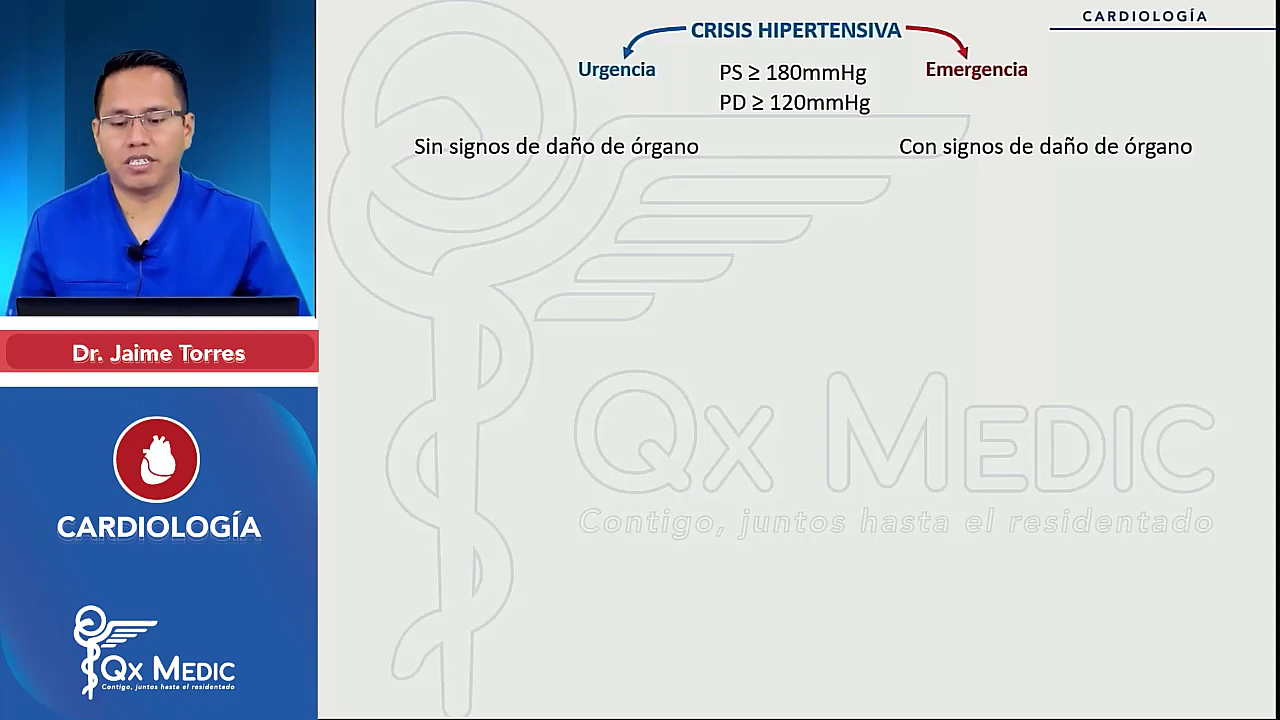 CARDIOLOGÍA
CRISIS HIPERTENSIVA
Urgencia
PS ≥ 180mmHg
PD ≥ 120mmHg
Emergencia
Sin signos de daño de órgano
Con signos de daño de órgano
Dr. Jaime Torres
CARDIOLOGÍA
QX MEDIC
Contigo, juntos hasta el residentado
QX MEDIC
Contigo, juntos hasta el residentado